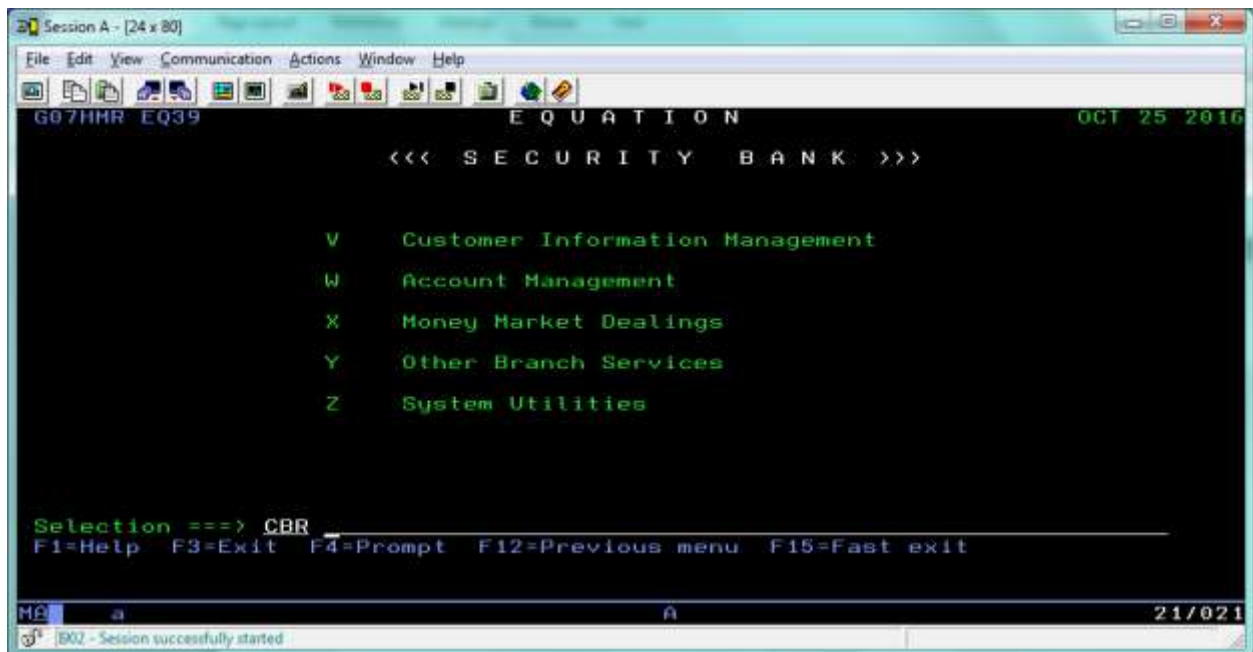 Session A - [24 x 80]
File Edit View Communication Actions Window Help
G07HMR EQ39 E Q U A T I O N OCT 25 2016
<<< S E C U R I T Y B A N K >>>
V Customer Information Management
W Account Management
X Money Market Dealings
Y Other Branch Services
Z System Utilities
Selection ===> CBR _
F1=Help F3=Exit F4=Prompt F12=Previous menu F15=Fast exit
MA a A 21/021
I902 - Session successfully started